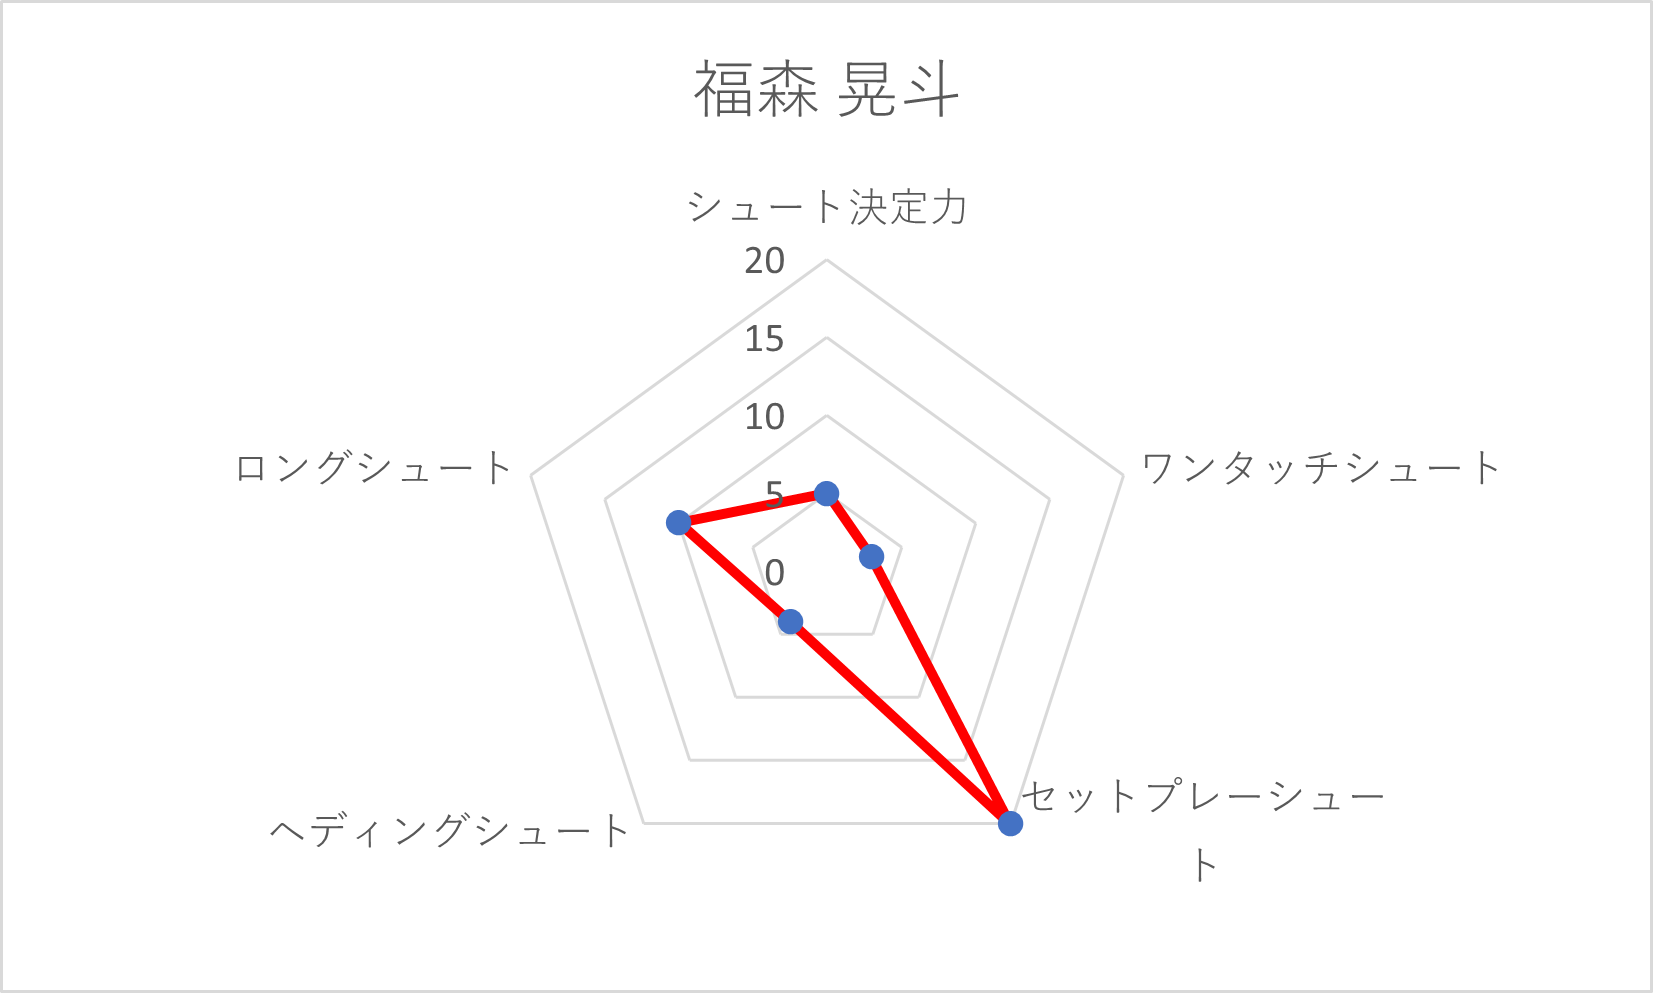 福森 晃斗
シュート決定力
20
15
10
5
0
ワンタッチシュート
セットプレーシュー
ト
ヘディングシュート
ロングシュート